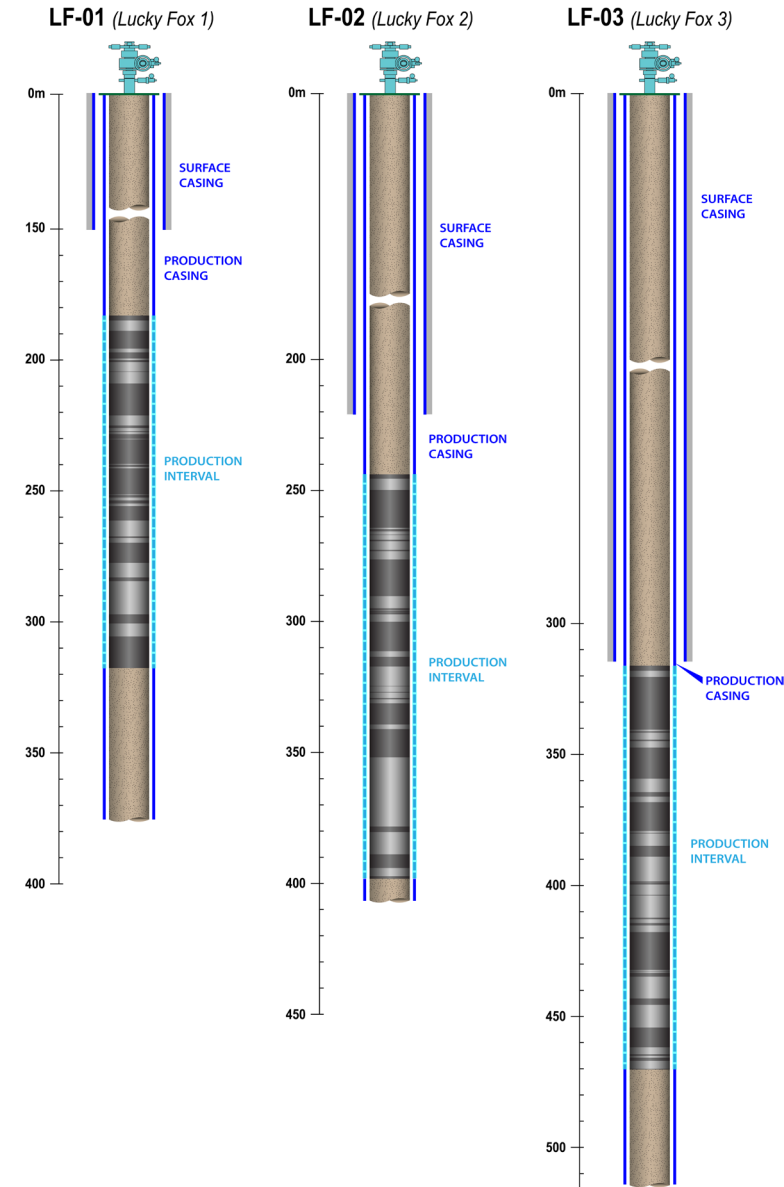 LF-01 (Lucky Fox 1)
0m
150
200
250
300
350
400
SURFACE
CASING
PRODUCTION
CASING
PRODUCTION
INTERVAL
LF-02 (Lucky Fox 2)
0m
200
250
300
350
400
450
SURFACE
CASING
PRODUCTION
CASING
PRODUCTION
INTERVAL
LF-03 (Lucky Fox 3)
0m
300
350
400
450
500
SURFACE
CASING
PRODUCTION
CASING
PRODUCTION
INTERVAL